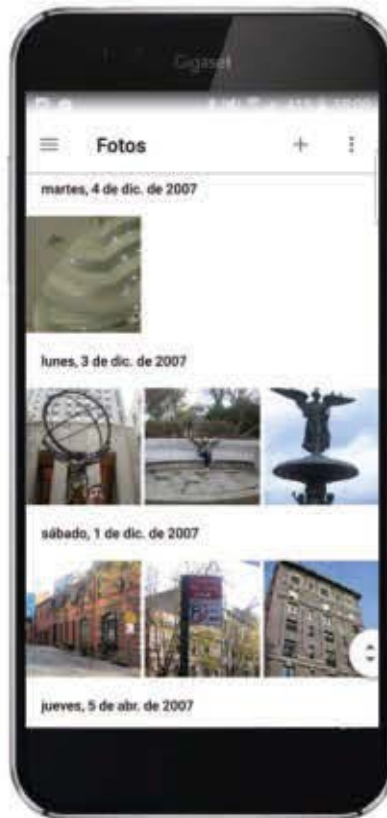 Gigaset
Fotos
martes, 4 de dic. de 2007
lunes, 3 de dic. de 2007
sábado, 1 de dic. de 2007
jueves, 5 de abr. de 2007